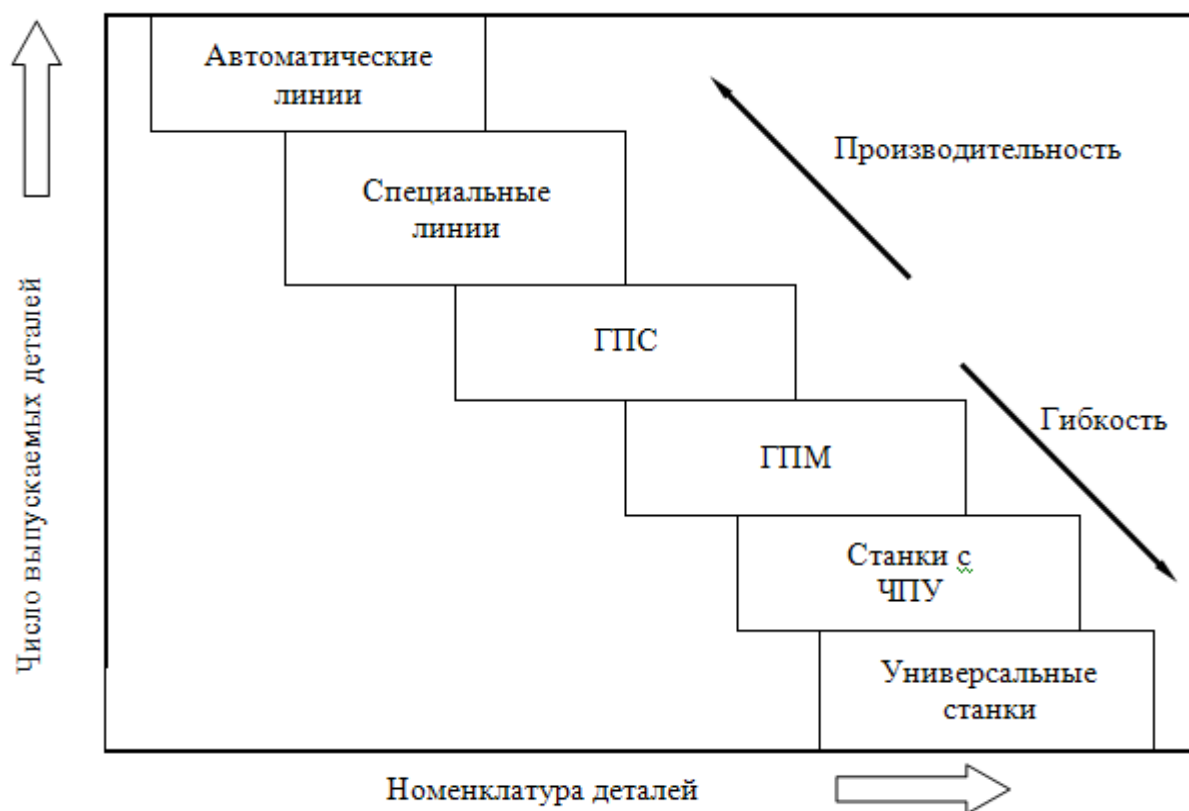 Автоматические
линии
Производительность
Специальные
линии
Число выпускаемых деталей
ГПС
Гибкость
ГПМ
Станки с
ЧПУ
Универсальные
станки
Номенклатура деталей